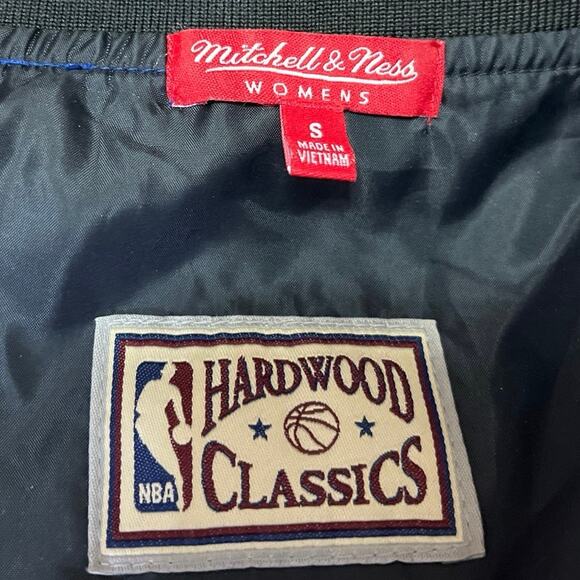 Mitchell & Ness
WOMENS
S
MADE IN
VIETNAM
HARDWOOD
CLASSICS
NBA